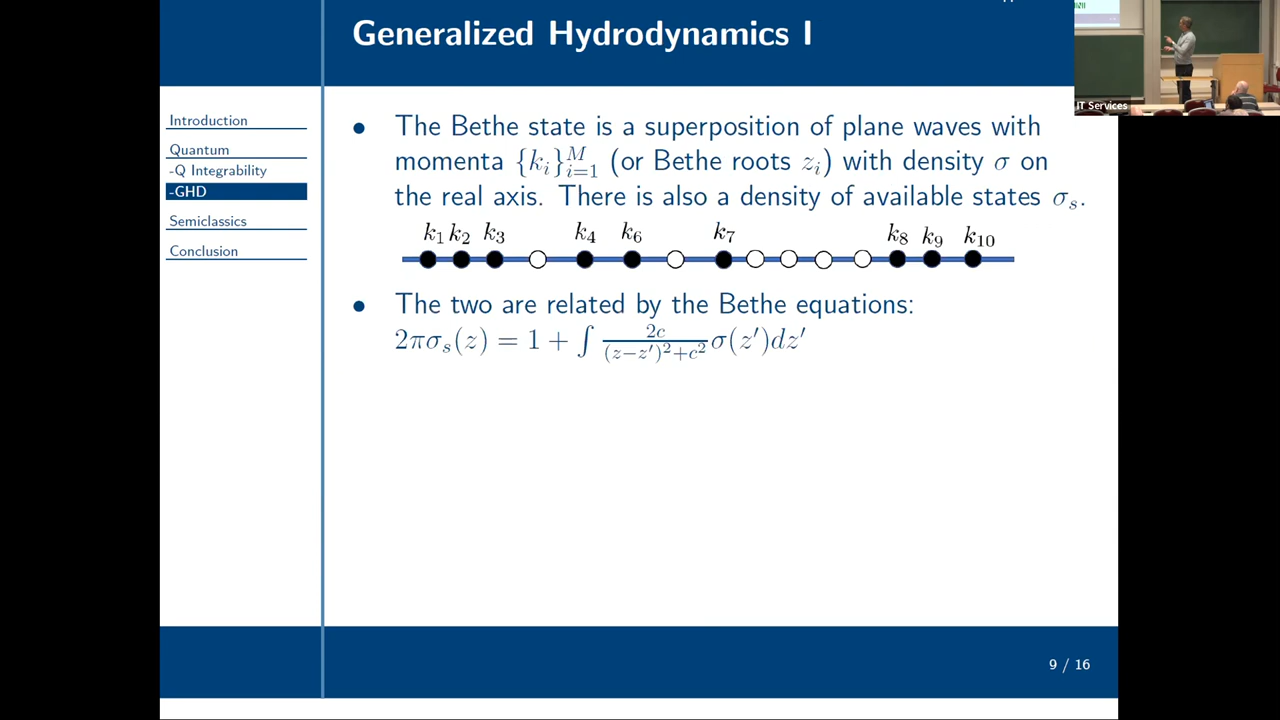 Generalized Hydrodynamics I
IT Services
Introduction
Quantum
-Q Integrability
-GHD
Semiclassics
Conclusion
• The Bethe state is a superposition of plane waves with
momenta {k_i}_{i=1}^M (or Bethe roots z_i) with density σ on
the real axis. There is also a density of available states σ_s.
k_1 k_2 k_3 k_4 k_6 k_7 k_8 k_9 k_10
• The two are related by the Bethe equations:
2πσ_s(z) = 1 + ∫ 2c/((z−z′)²+c²) σ(z′)dz′
9 / 16